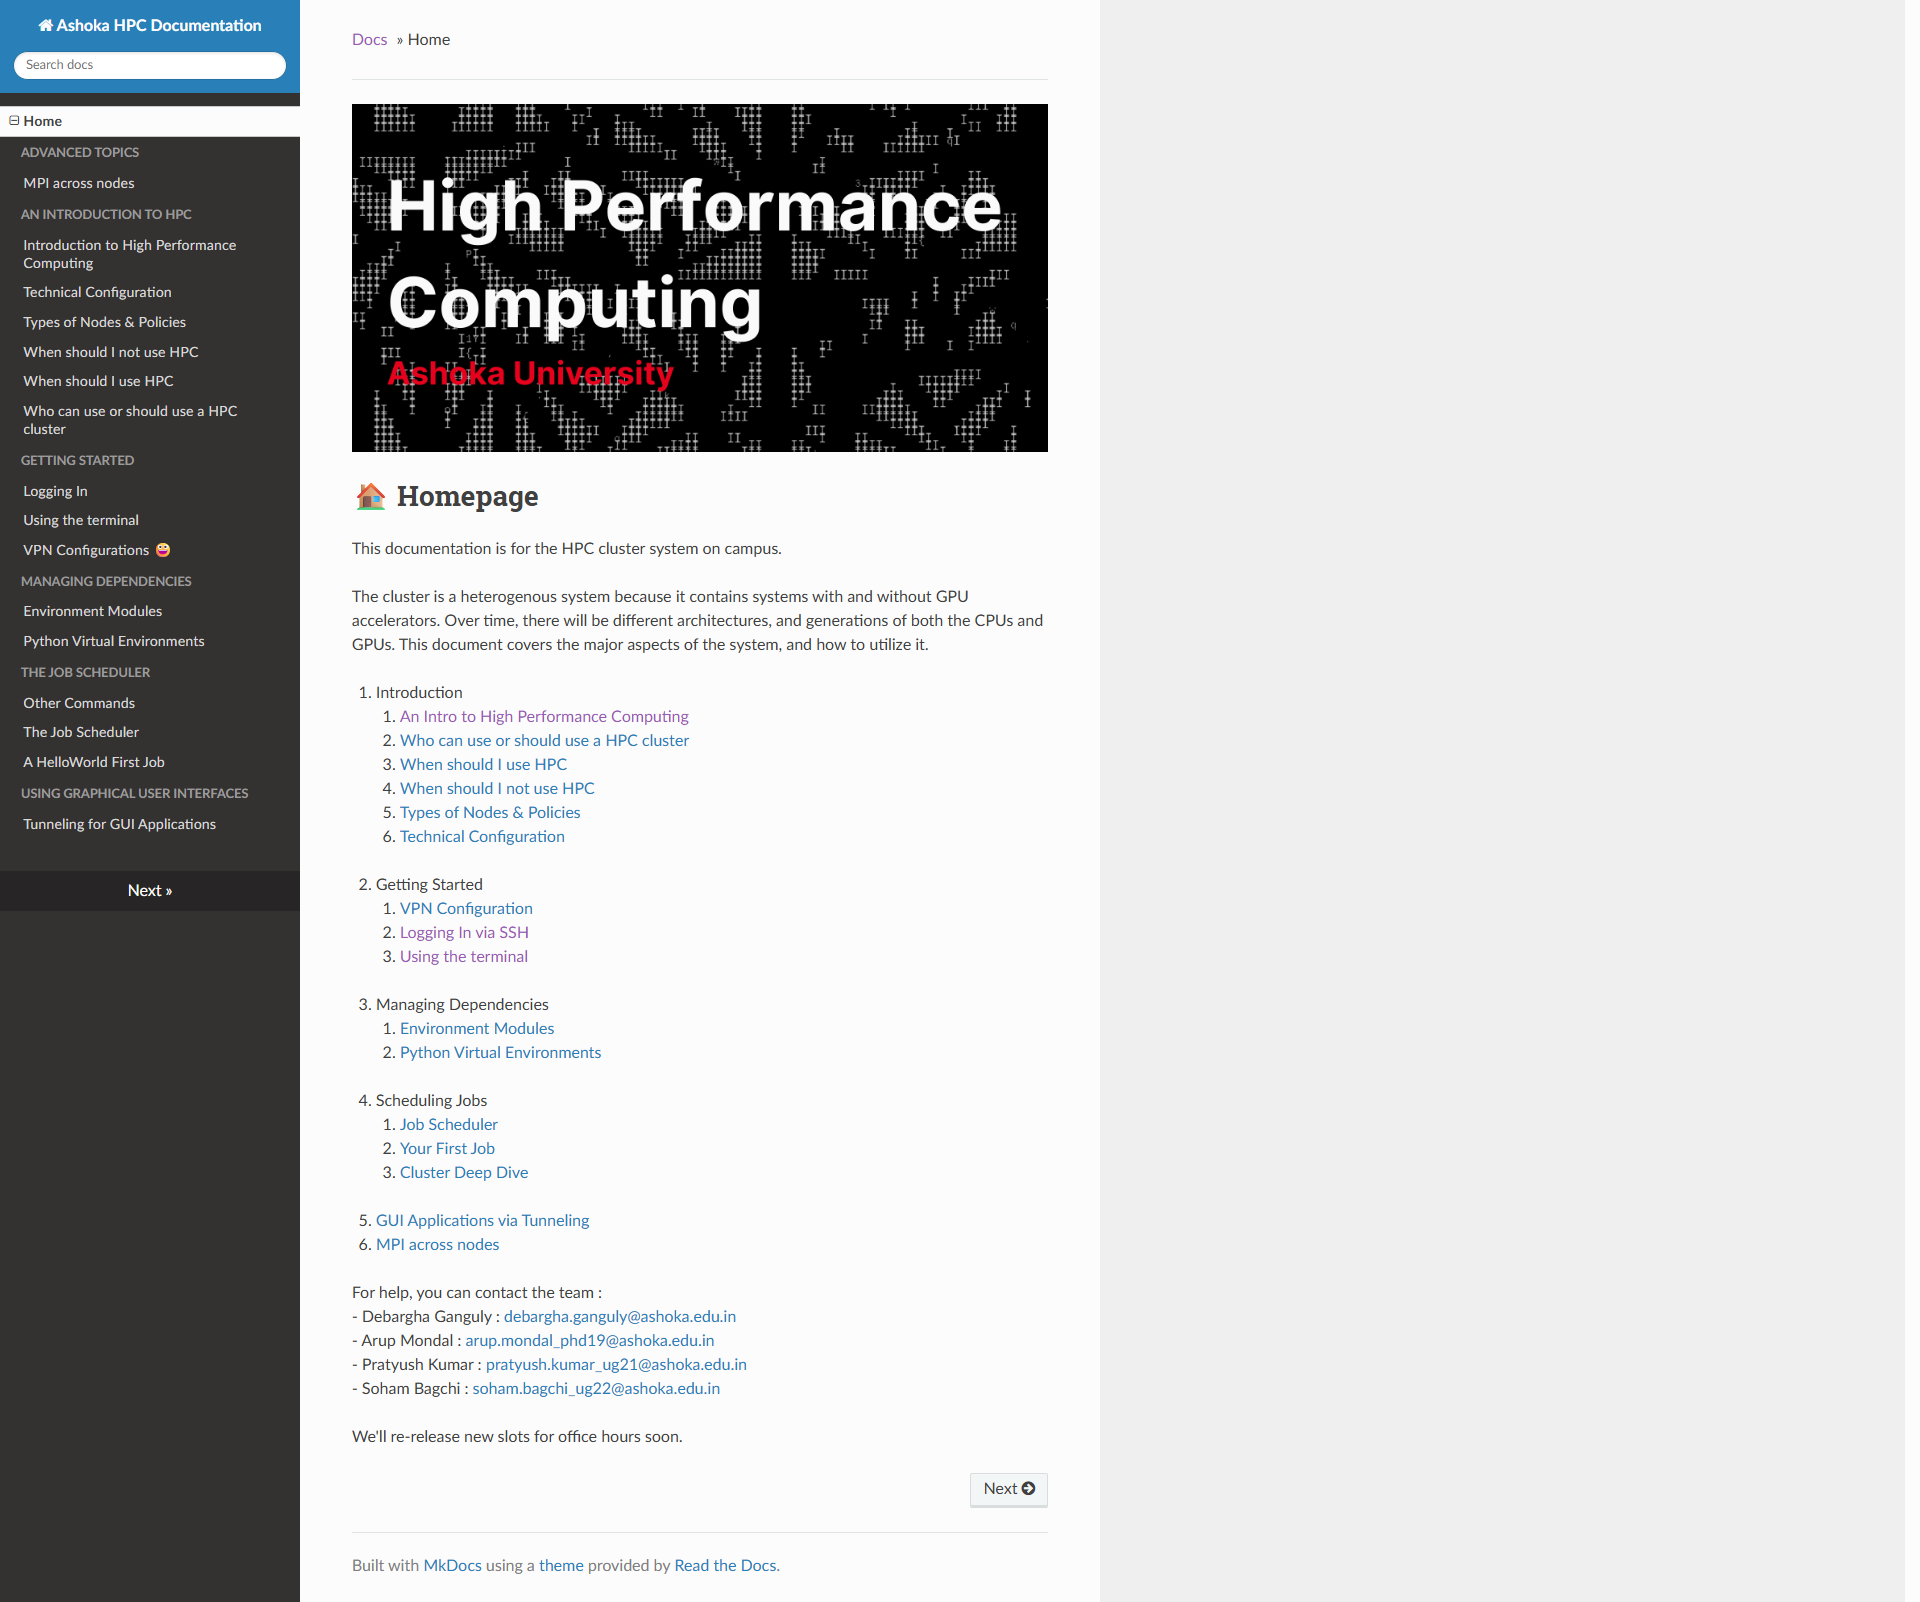 Ashoka HPC Documentation
Search docs
Home
ADVANCED TOPICS
MPI across nodes
AN INTRODUCTION TO HPC
Introduction to High Performance
Computing
Technical Configuration
Types of Nodes & Policies
When should I not use HPC
When should I use HPC
Who can use or should use a HPC
cluster
GETTING STARTED
Logging In
Using the terminal
VPN Configurations 😀
MANAGING DEPENDENCIES
Environment Modules
Python Virtual Environments
THE JOB SCHEDULER
Other Commands
The Job Scheduler
A HelloWorld First Job
USING GRAPHICAL USER INTERFACES
Tunneling for GUI Applications
Next »
Docs » Home
High Performance
Computing
Ashoka University
🏠 Homepage
This documentation is for the HPC cluster system on campus.
The cluster is a heterogenous system because it contains systems with and without GPU
accelerators. Over time, there will be different architectures, and generations of both the CPUs and
GPUs. This document covers the major aspects of the system, and how to utilize it.
1. Introduction
1. An Intro to High Performance Computing
2. Who can use or should use a HPC cluster
3. When should I use HPC
4. When should I not use HPC
5. Types of Nodes & Policies
6. Technical Configuration
2. Getting Started
1. VPN Configuration
2. Logging In via SSH
3. Using the terminal
3. Managing Dependencies
1. Environment Modules
2. Python Virtual Environments
4. Scheduling Jobs
1. Job Scheduler
2. Your First Job
3. Cluster Deep Dive
5. GUI Applications via Tunneling
6. MPI across nodes
For help, you can contact the team :
- Debargha Ganguly : debargha.ganguly@ashoka.edu.in
- Arup Mondal : arup.mondal_phd19@ashoka.edu.in
- Pratyush Kumar : pratyush.kumar_ug21@ashoka.edu.in
- Soham Bagchi : soham.bagchi_ug22@ashoka.edu.in
We'll re-release new slots for office hours soon.
Next
Built with MkDocs using a theme provided by Read the Docs.